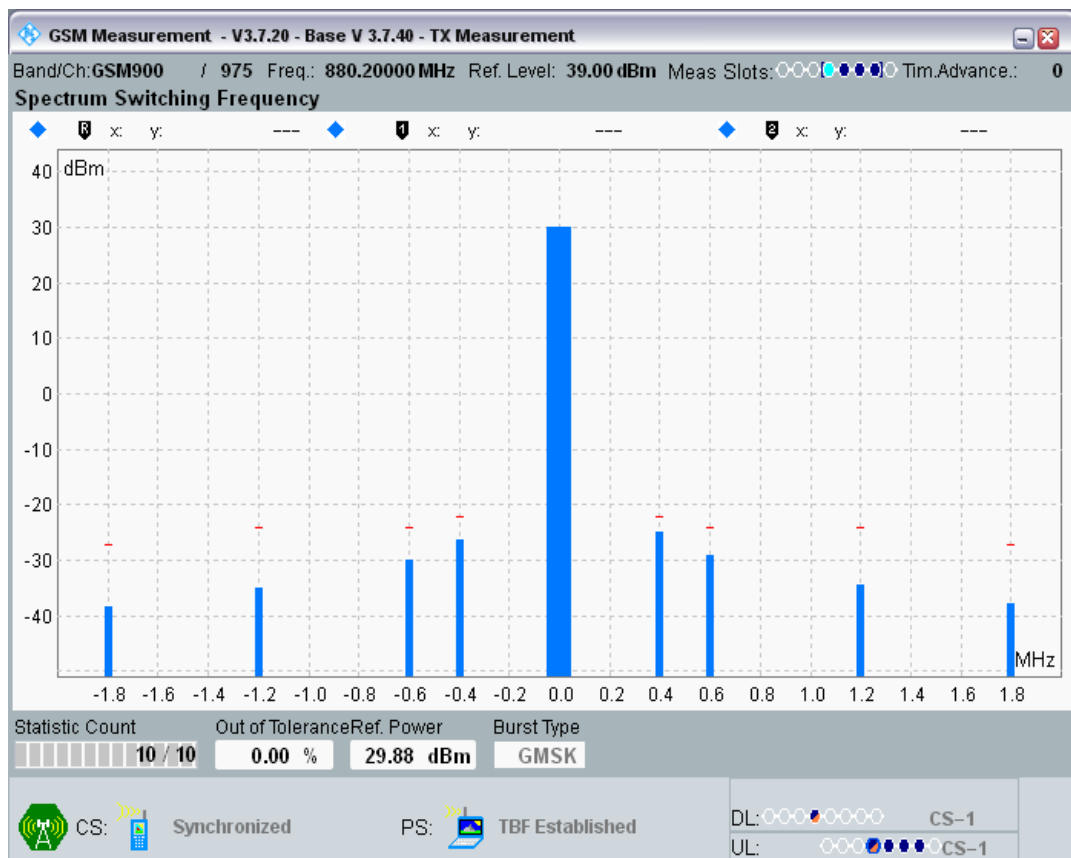 GSM Measurement - V3.7.20 - Base V 3.7.40 - TX Measurement
Band/Ch:GSM900 / 975 Freq.: 880.20000 MHz Ref. Level: 39.00 dBm Meas Slots: Tim.Advance.: 0
Spectrum Switching Frequency
R x: y: --- 1 x: y: --- 2 x: y: ---
dBm
40
30
20
10
0
-10
-20
-30
-40
MHz
-1.8 -1.6 -1.4 -1.2 -1.0 -0.8 -0.6 -0.4 -0.2 0.0 0.2 0.4 0.6 0.8 1.0 1.2 1.4 1.6 1.8
Statistic Count Out of Tolerance Ref. Power Burst Type
10 / 10 0.00 % 29.88 dBm GMSK
CS: Synchronized PS: TBF Established
DL: CS-1
UL: CS-1